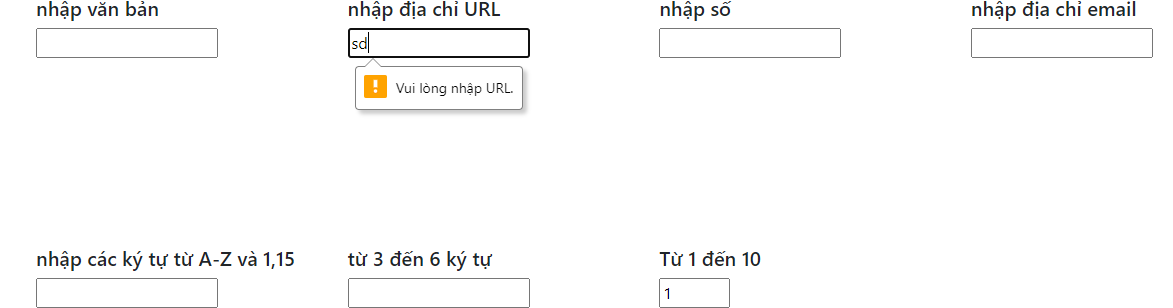 nhập văn bản
nhập địa chỉ URL
nhập số
nhập địa chỉ email
sd
Vui lòng nhập URL.
nhập các ký tự từ A-Z và 1,15
từ 3 đến 6 ký tự
Từ 1 đến 10
1